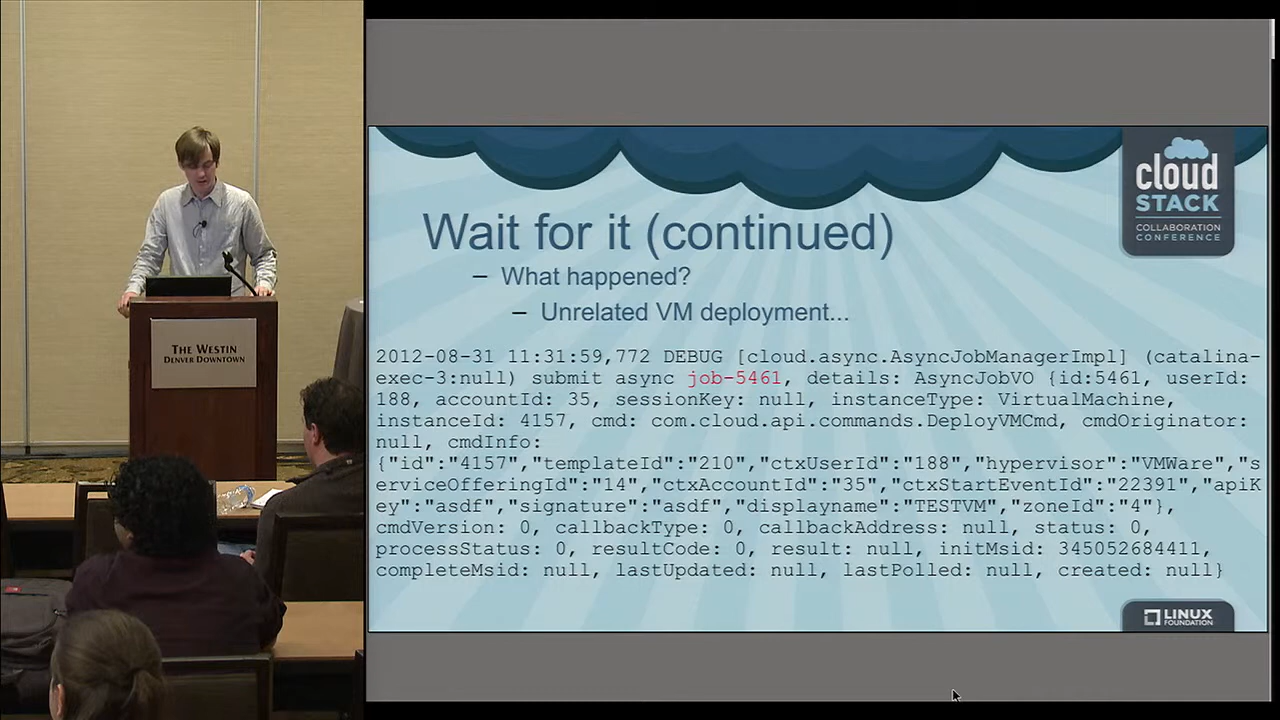 THE WESTIN
DENVER DOWNTOWN
cloud
STACK
COLLABORATION
CONFERENCE
Wait for it (continued)
– What happened?
– Unrelated VM deployment...
2012-08-31 11:31:59,772 DEBUG [cloud.async.AsyncJobManagerImpl] (catalina-
exec-3:null) submit async job-5461, details: AsyncJobVO {id:5461, userId:
188, accountId: 35, sessionKey: null, instanceType: VirtualMachine,
instanceId: 4157, cmd: com.cloud.api.commands.DeployVMCmd, cmdOriginator:
null, cmdInfo:
{"id":"4157","templateId":"210","ctxUserId":"188","hypervisor":"VMWare","s
erviceOfferingId":"14","ctxAccountId":"35","ctxStartEventId":"22391","apiK
ey":"asdf","signature":"asdf","displayname":"TESTVM","zoneId":"4"},
cmdVersion: 0, callbackType: 0, callbackAddress: null, status: 0,
processStatus: 0, resultCode: 0, result: null, initMsid: 345052684411,
completeMsid: null, lastUpdated: null, lastPolled: null, created: null}
LINUX
FOUNDATION